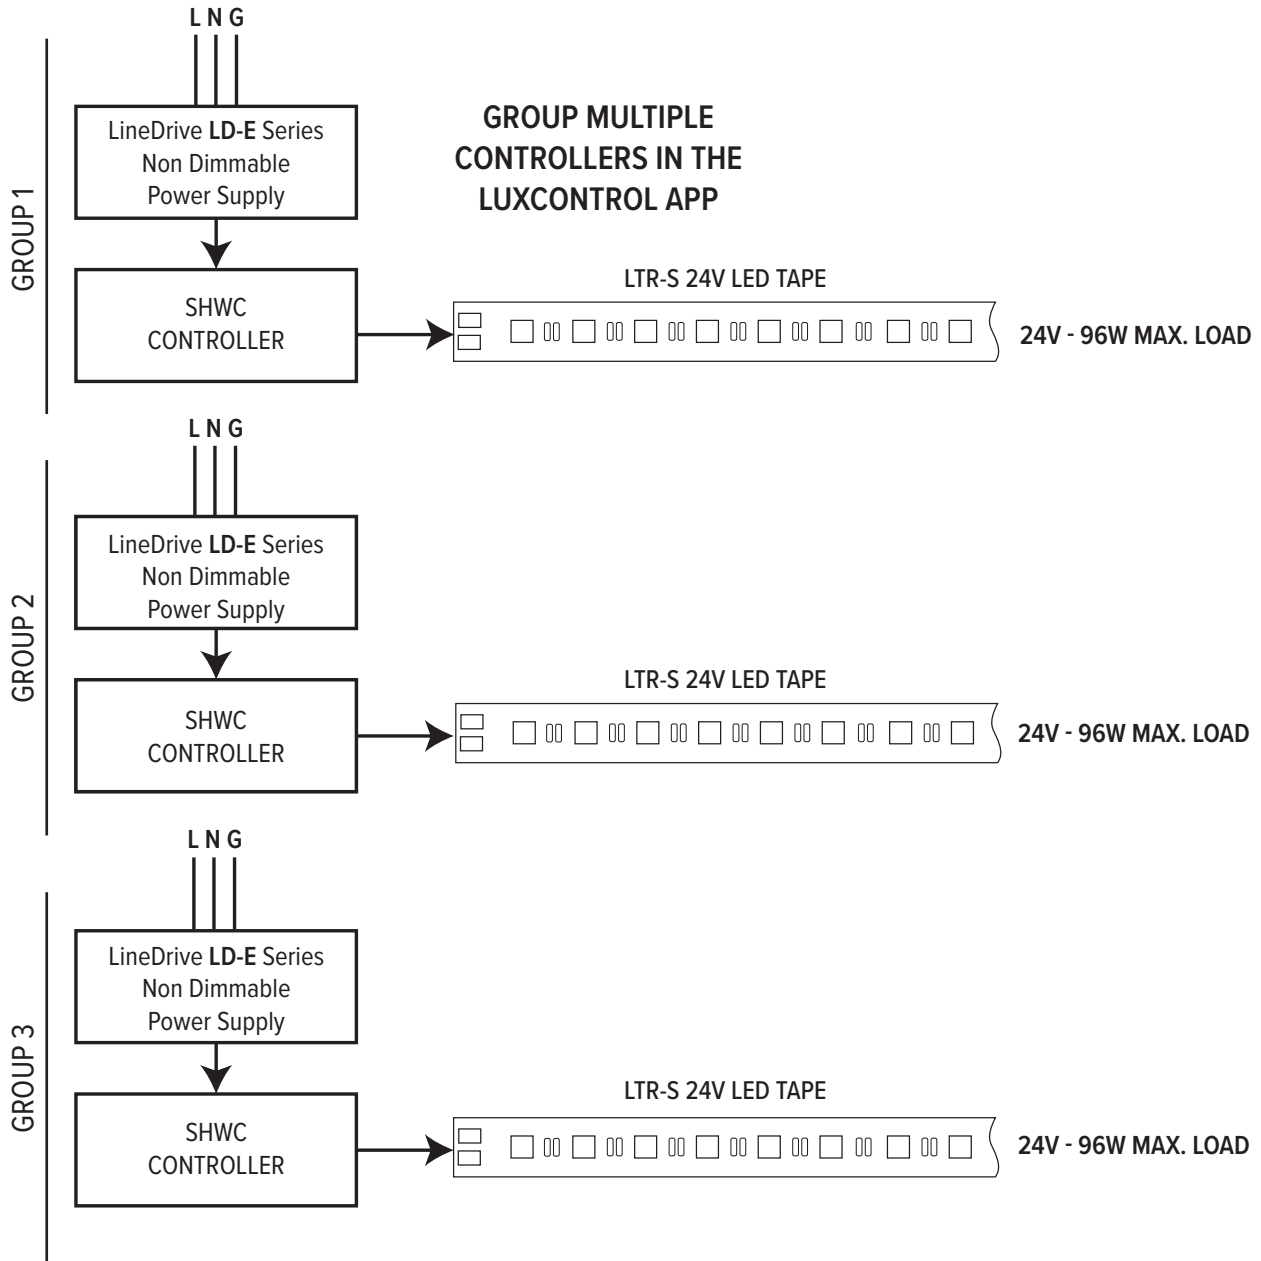 L N G
GROUP 1
LineDrive LD-E Series
Non Dimmable
Power Supply
GROUP MULTIPLE
CONTROLLERS IN THE
LUXCONTROL APP
SHWC
CONTROLLER
LTR-S 24V LED TAPE
24V - 96W MAX. LOAD
L N G
GROUP 2
LineDrive LD-E Series
Non Dimmable
Power Supply
SHWC
CONTROLLER
LTR-S 24V LED TAPE
24V - 96W MAX. LOAD
L N G
GROUP 3
LineDrive LD-E Series
Non Dimmable
Power Supply
SHWC
CONTROLLER
LTR-S 24V LED TAPE
24V - 96W MAX. LOAD